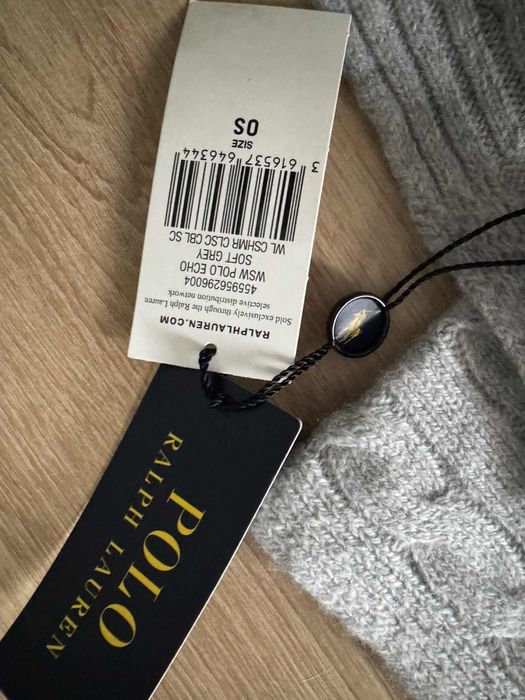 RALPHLAUREN.COM
Sold exclusively through the Ralph Lauren
selective distribution network
455956296004
WSW POLO ECHO
SOFT GREY
WL CSHMR CLSC CBL SC
3 616537 646344
SIZE
OS
POLO
RALPH LAUREN